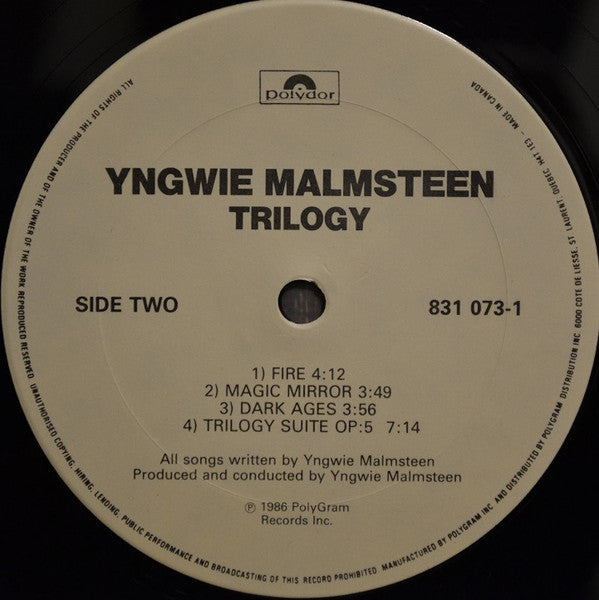 polydor
YNGWIE MALMSTEEN
TRILOGY
SIDE TWO
831 073-1
1) FIRE 4:12
2) MAGIC MIRROR 3:49
3) DARK AGES 3:56
4) TRILOGY SUITE OP:5 7:14
All songs written by Yngwie Malmsteen
Produced and conducted by Yngwie Malmsteen
℗ 1986 PolyGram
Records Inc.
ALL RIGHTS OF THE PRODUCER AND OF THE OWNER OF THE WORK REPRODUCED RESERVED. UNAUTHORISED COPYING, HIRING, LENDING, PUBLIC PERFORMANCE AND BROADCASTING OF THIS RECORD PROHIBITED. MANUFACTURED BY POLYGRAM INC AND DISTRIBUTED BY POLYGRAM DISTRIBUTION INC 6000 COTE DE LIESSE, ST LAURENT, QUEBEC H4T 1E3 - MADE IN CANADA